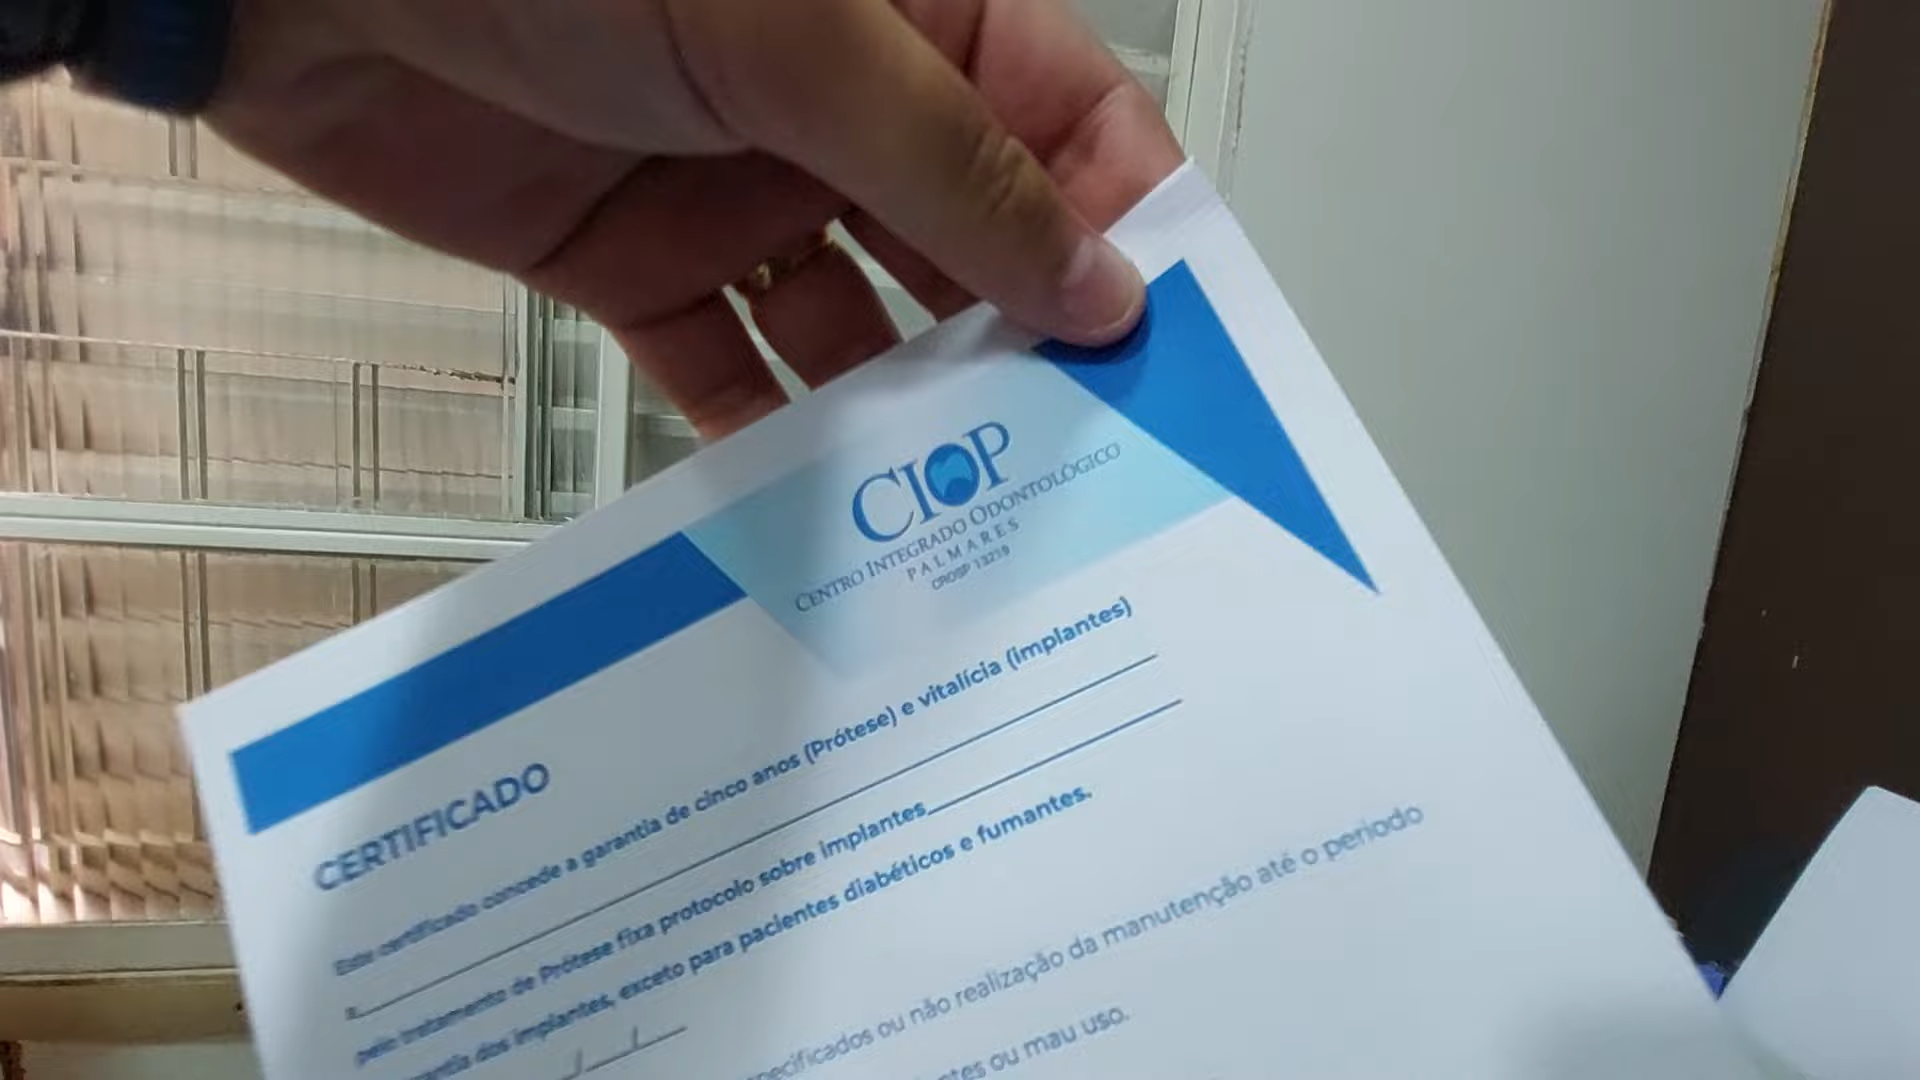 CIOP
CENTRO INTEGRADO ODONTOLÓGICO
PALMARES
CROSP 13219
CERTIFICADO
Este certificado concede a garantia de cinco anos (Prótese) e vitalícia (implantes)
a
pelo tratamento de Prótese fixa protocolo sobre implantes
dos implantes, exceto para pacientes diabéticos e fumantes.
/ /
ou não realização da manutenção até o período
ou mau uso.